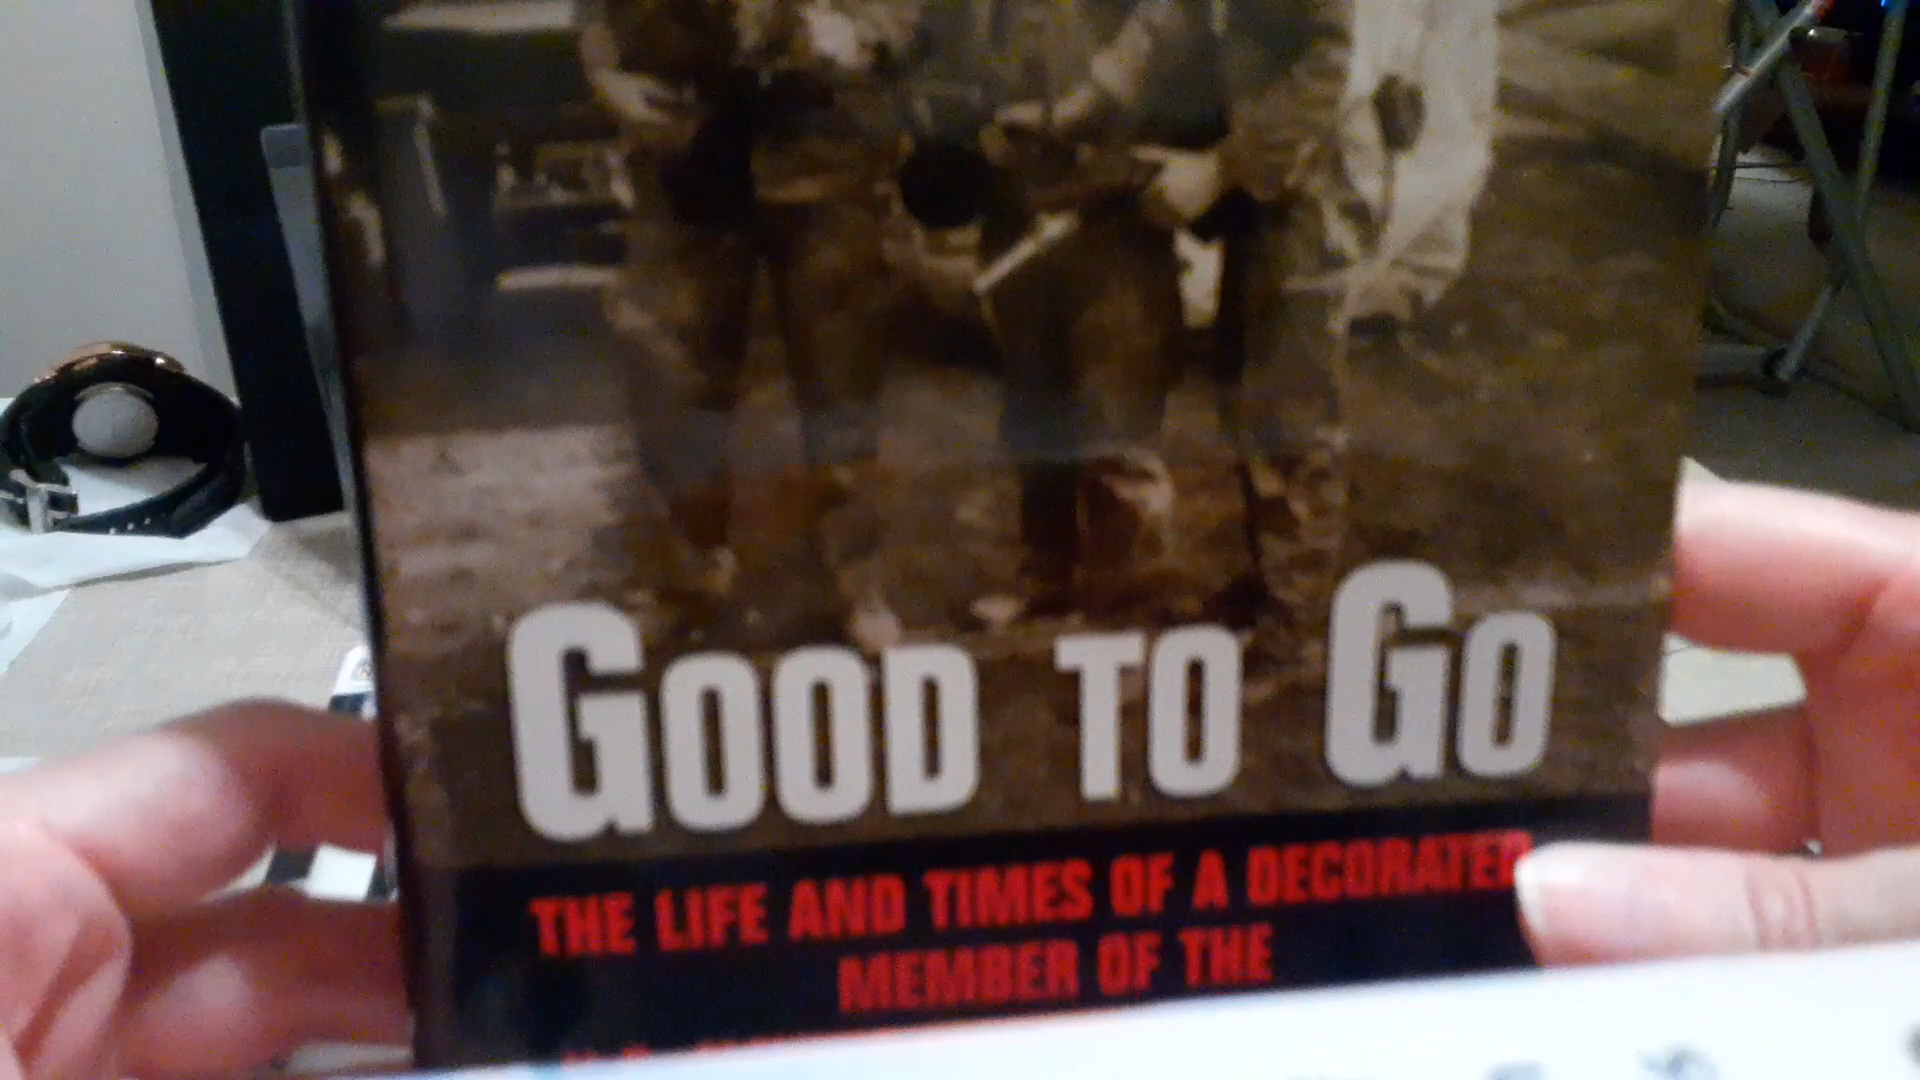 GOOD TO GO
THE LIFE AND TIMES OF A DECORATED
MEMBER OF THE